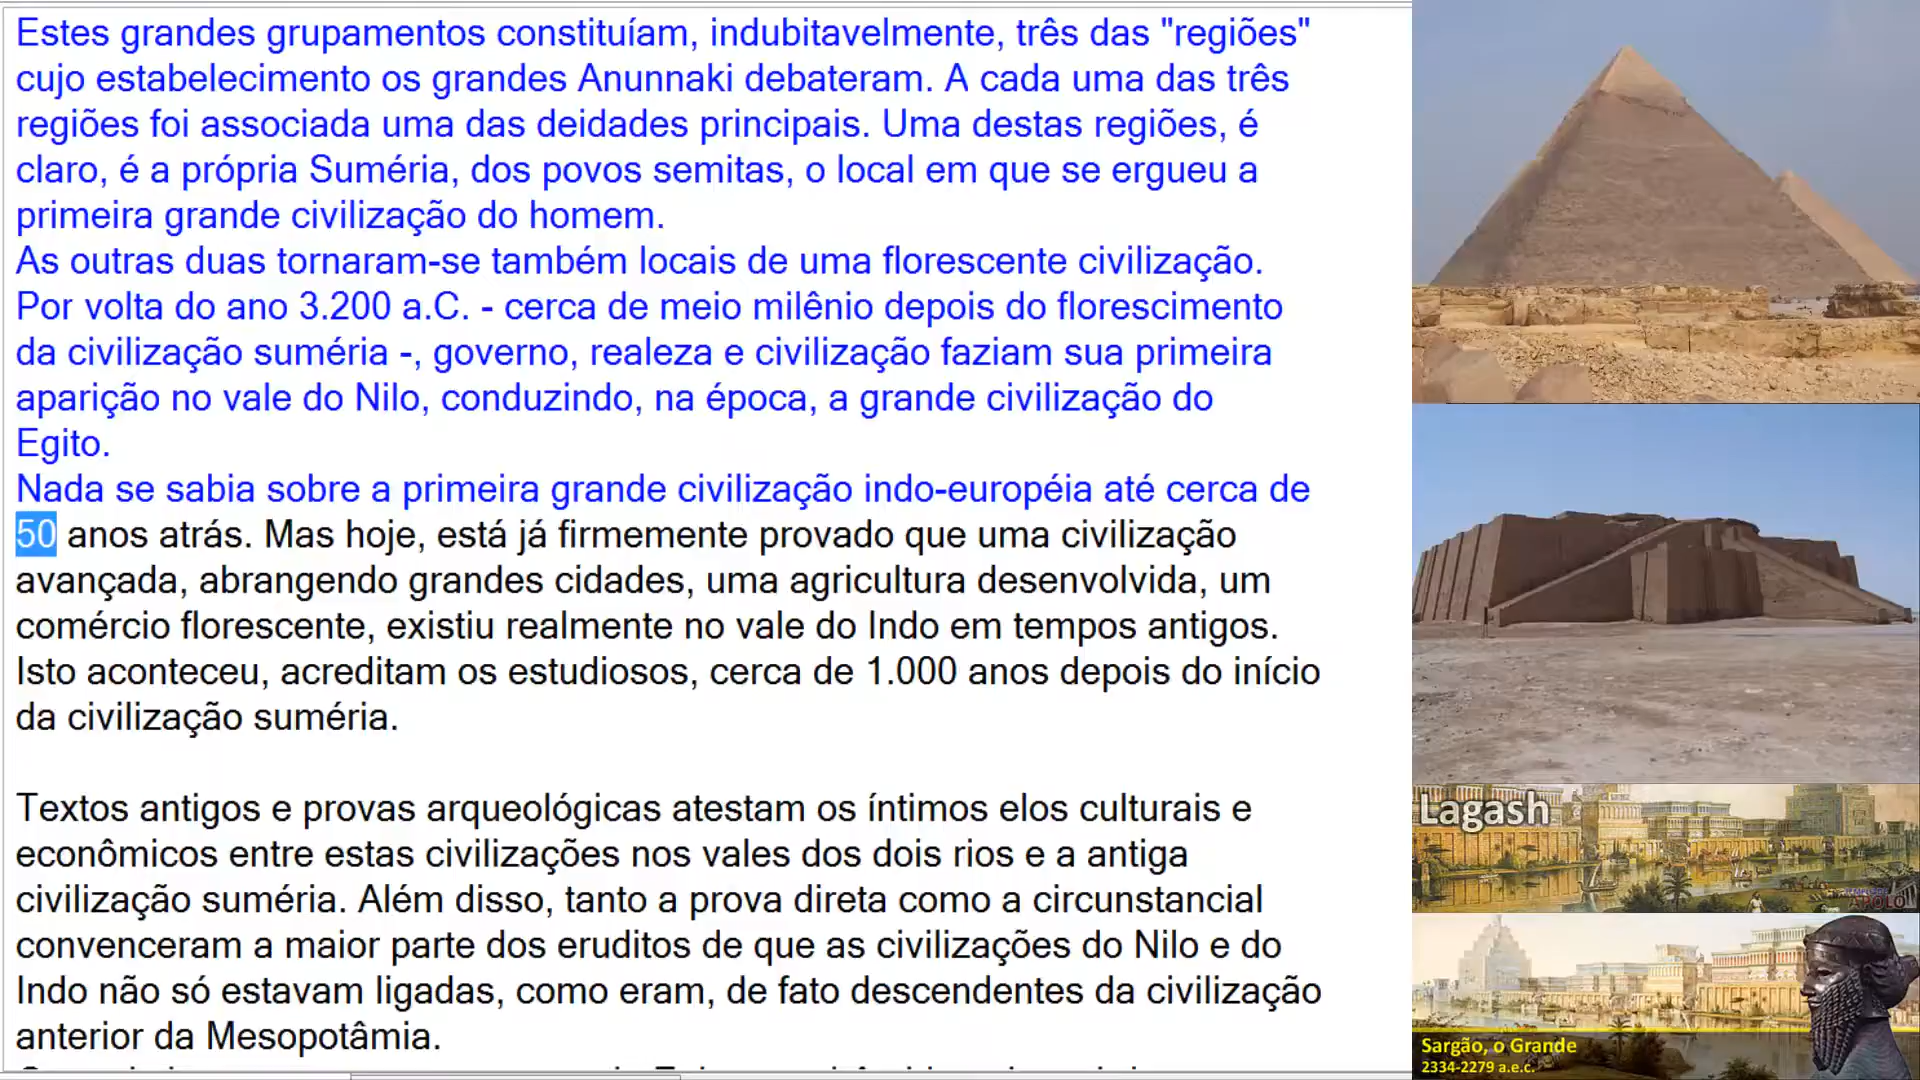 Estes grandes grupamentos constituíam, indubitavelmente, três das "regiões"
cujo estabelecimento os grandes Anunnaki debateram. A cada uma das três
regiões foi associada uma das deidades principais. Uma destas regiões, é
claro, é a própria Suméria, dos povos semitas, o local em que se ergueu a
primeira grande civilização do homem.
As outras duas tornaram-se também locais de uma florescente civilização.
Por volta do ano 3.200 a.C. - cerca de meio milênio depois do florescimento
da civilização suméria -, governo, realeza e civilização faziam sua primeira
aparição no vale do Nilo, conduzindo, na época, a grande civilização do
Egito.
Nada se sabia sobre a primeira grande civilização indo-européia até cerca de
50 anos atrás. Mas hoje, está já firmemente provado que uma civilização
avançada, abrangendo grandes cidades, uma agricultura desenvolvida, um
comércio florescente, existiu realmente no vale do Indo em tempos antigos.
Isto aconteceu, acreditam os estudiosos, cerca de 1.000 anos depois do início
da civilização suméria.
Textos antigos e provas arqueológicas atestam os íntimos elos culturais e
econômicos entre estas civilizações nos vales dos dois rios e a antiga
civilização suméria. Além disso, tanto a prova direta como a circunstancial
convenceram a maior parte dos eruditos de que as civilizações do Nilo e do
Indo não só estavam ligadas, como eram, de fato descendentes da civilização
anterior da Mesopotâmia.
Lagash
APOLO
Sargão, o Grande
2334-2279 a.e.c.